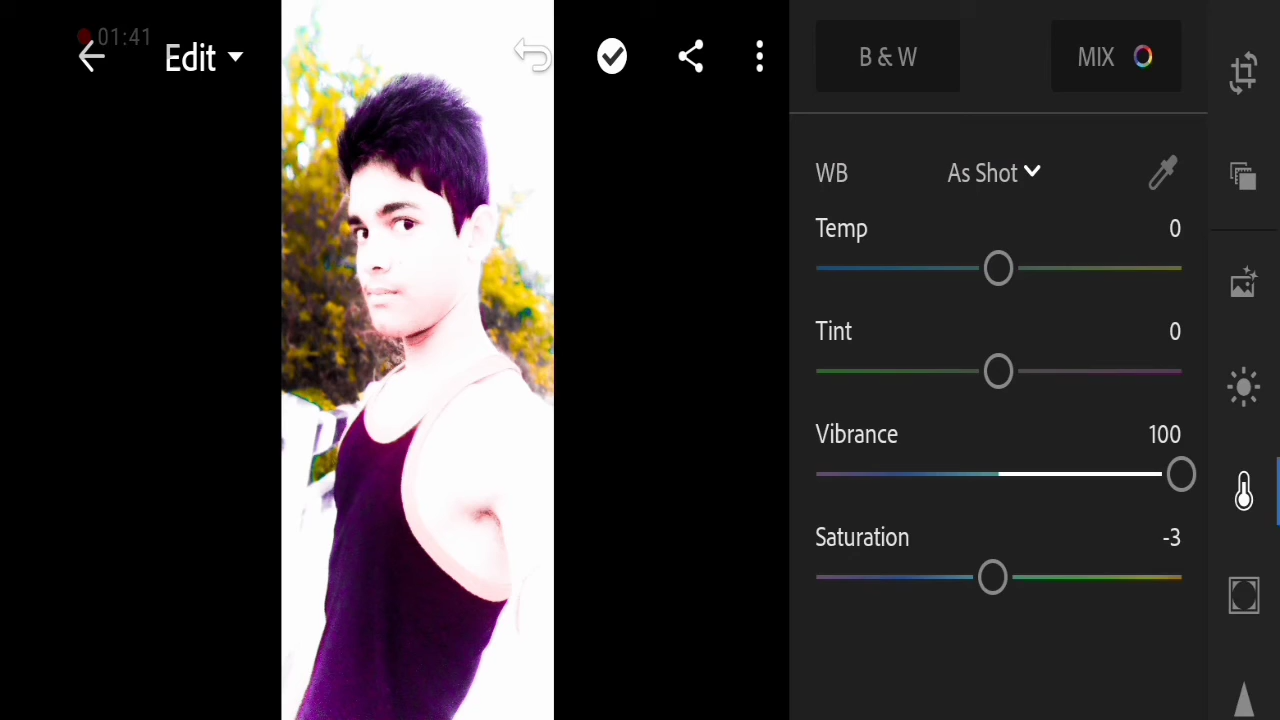 01:41
Edit
B & W
MIX
WB
As Shot
Temp
0
Tint
0
Vibrance
100
Saturation
-3